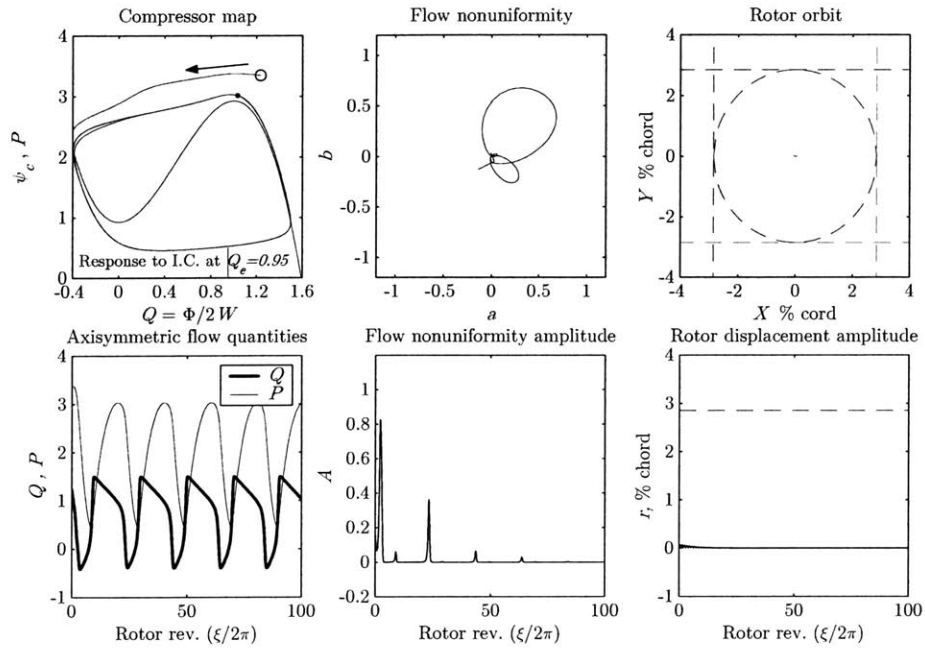 Compressor map
4
3
2
1
0
ψc , P
Response to I.C. at Qe=0.95
-0.4 0 0.4 0.8 1.2 1.6
Q = Φ/2 W
Flow nonuniformity
1
0.5
0
-0.5
-1
b
-1 0 1
a
Rotor orbit
4
2
0
-2
-4
Y % chord
-4 -2 0 2 4
X % cord
Axisymmetric flow quantities
4
3
2
1
0
-1
Q , P
Q
P
0 50 100
Rotor rev. (ξ/2π)
Flow nonuniformity amplitude
1
0.8
0.6
0.4
0.2
0
-0.2
A
0 50 100
Rotor rev. (ξ/2π)
Rotor displacement amplitude
4
3
2
1
0
-1
r, % chord
0 50 100
Rotor rev. (ξ/2π)